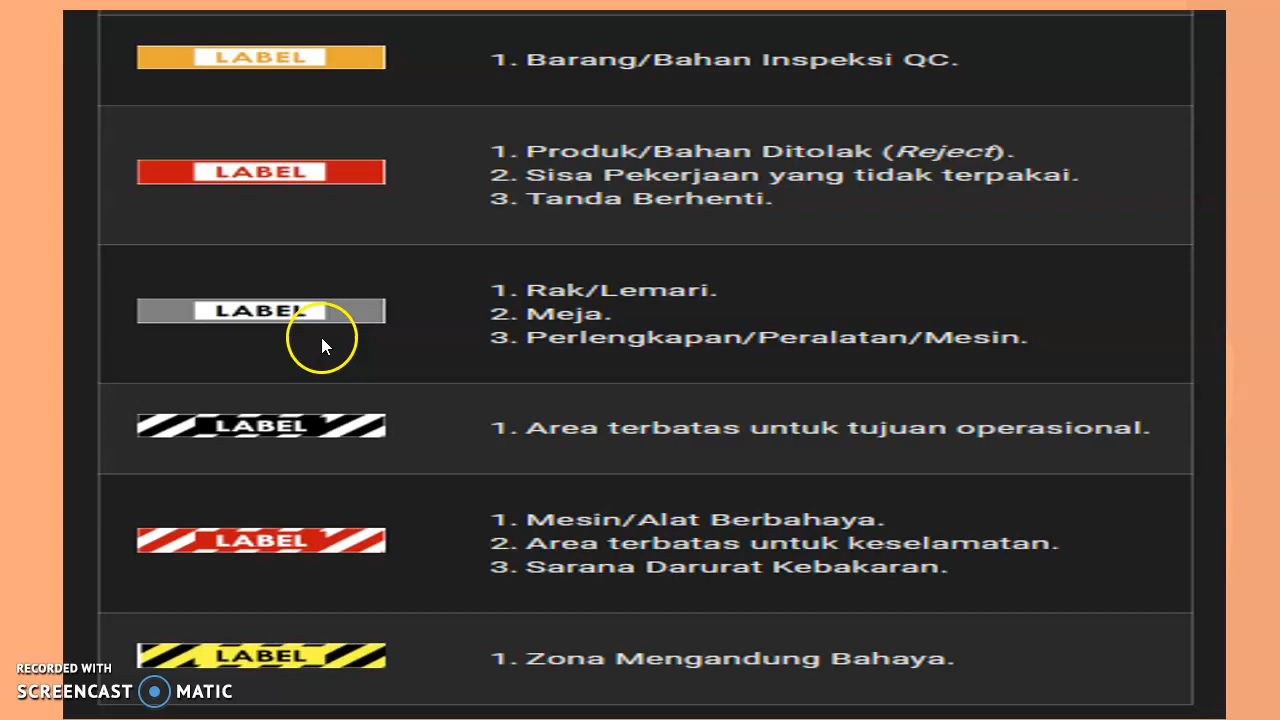 LABEL
1. Barang/Bahan Inspeksi QC.
LABEL
1. Produk/Bahan Ditolak (Reject).
2. Sisa Pekerjaan yang tidak terpakai.
3. Tanda Berhenti.
LABEL
1. Rak/Lemari.
2. Meja.
3. Perlengkapan/Peralatan/Mesin.
LABEL
1. Area terbatas untuk tujuan operasional.
LABEL
1. Mesin/Alat Berbahaya.
2. Area terbatas untuk keselamatan.
3. Sarana Darurat Kebakaran.
LABEL
1. Zona Mengandung Bahaya.
RECORDED WITH
SCREENCAST MATIC